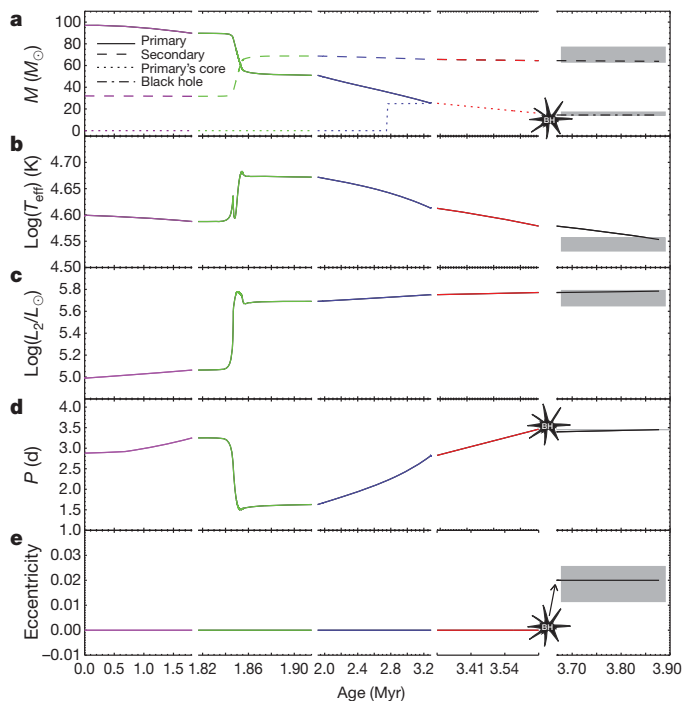 a
M (M⊙)
100
80
60
40
20
0
Primary
Secondary
Primary's core
Black hole
BH
b
Log(Teff) (K)
4.70
4.65
4.60
4.55
4.50
c
Log(L2/L⊙)
5.8
5.4
5.0
d
P (d)
4.0
3.5
3.0
2.5
2.0
1.5
1.0
BH
e
Eccentricity
0.03
0.02
0.01
0.00
−0.01
BH
0.0 0.5 1.0 1.5 1.82 1.86 1.90 2.0 2.4 2.8 3.2 3.41 3.54 3.70 3.80 3.90
Age (Myr)